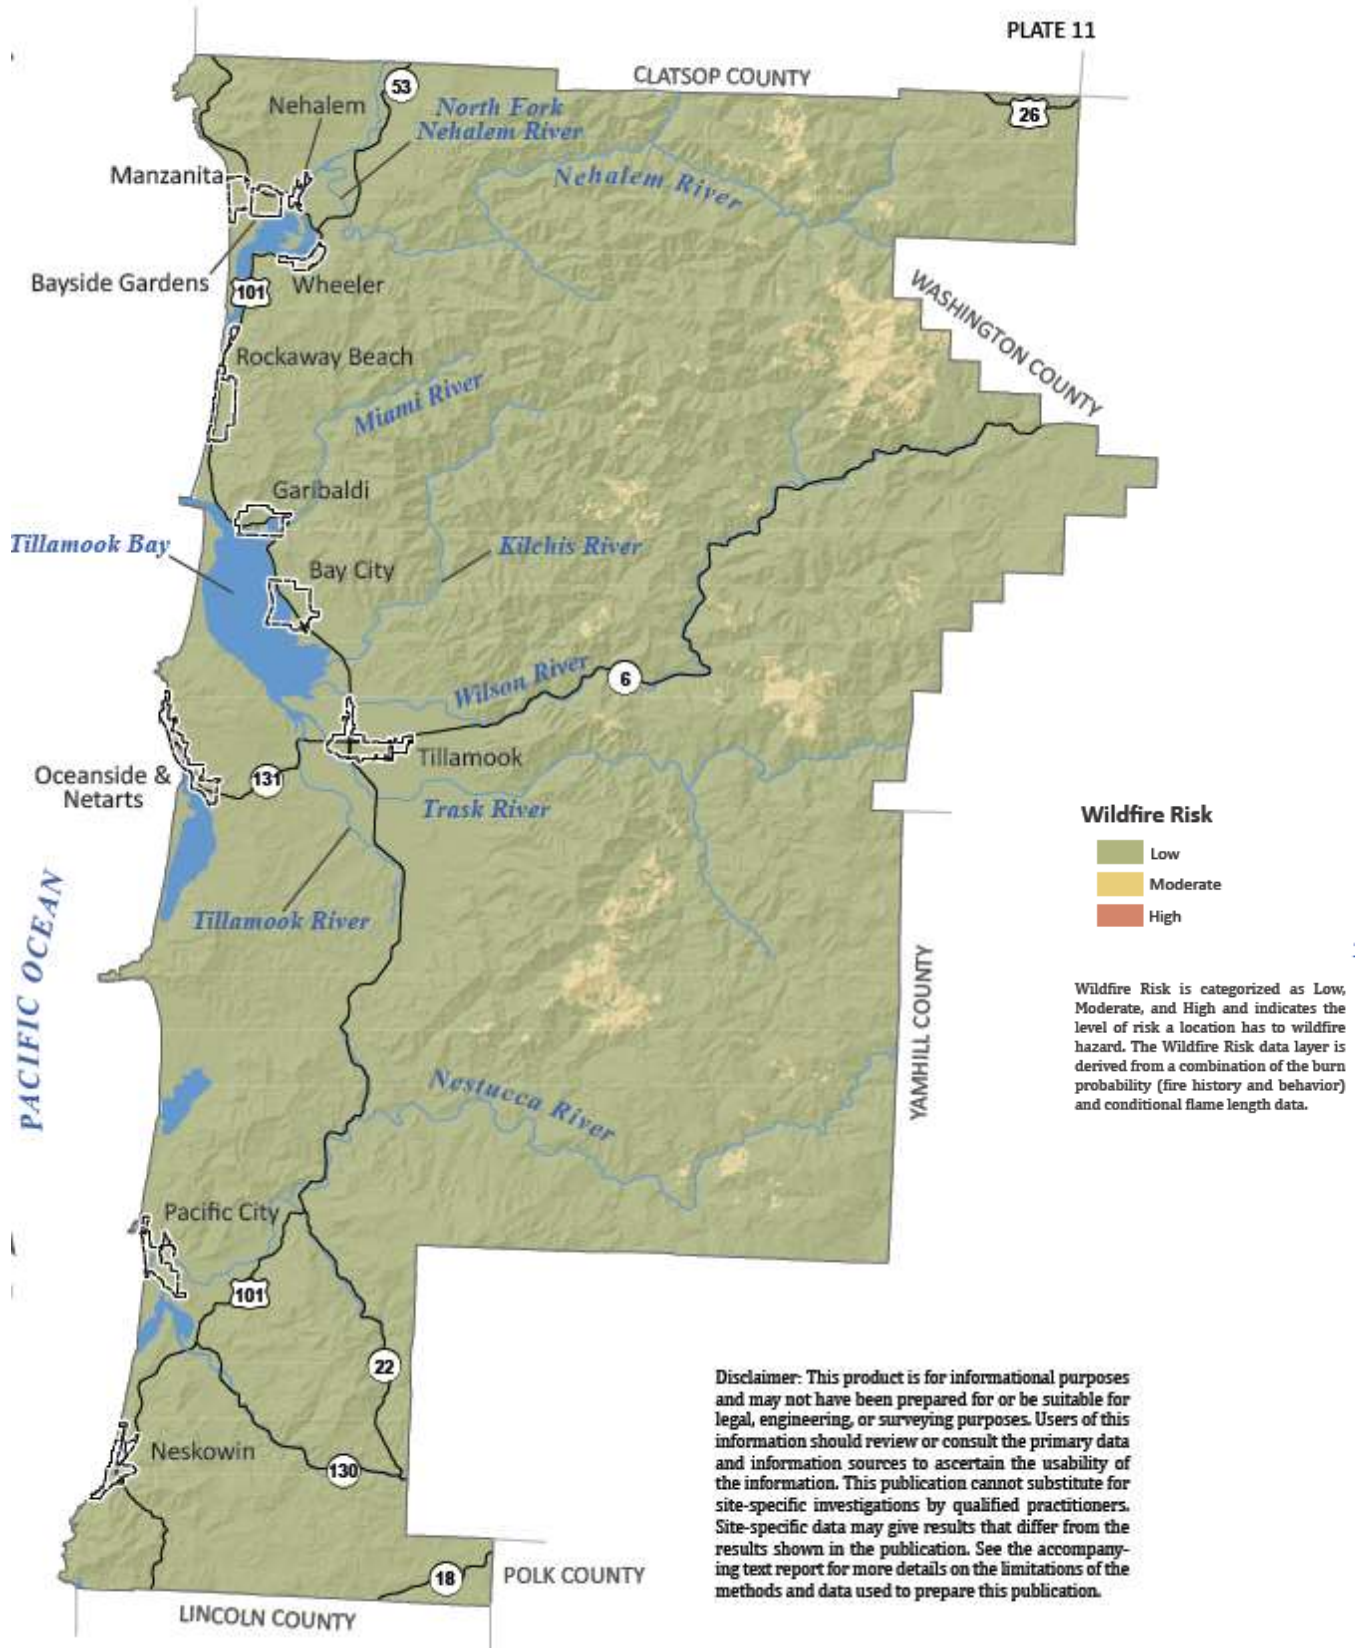 PLATE 11
CLATSOP COUNTY
53
26
Nehalem
North Fork
Nehalem River
Manzanita
Nehalem River
Bayside Gardens
101
Wheeler
WASHINGTON COUNTY
Rockaway Beach
Miami River
Garibaldi
Tillamook Bay
Kilchis River
Bay City
Wilson River
6
Oceanside &
Netarts
131
Tillamook
Trask River
Tillamook River
PACIFIC OCEAN
YAMHILL COUNTY
Nestucca River
Pacific City
101
22
Neskowin
130
18
POLK COUNTY
LINCOLN COUNTY
Wildfire Risk
Low
Moderate
High
Wildfire Risk is categorized as Low,
Moderate, and High and indicates the
level of risk a location has to wildfire
hazard. The Wildfire Risk data layer is
derived from a combination of the burn
probability (fire history and behavior)
and conditional flame length data.
Disclaimer: This product is for informational purposes
and may not have been prepared for or be suitable for
legal, engineering, or surveying purposes. Users of this
information should review or consult the primary data
and information sources to ascertain the usability of
the information. This publication cannot substitute for
site-specific investigations by qualified practitioners.
Site-specific data may give results that differ from the
results shown in the publication. See the accompany-
ing text report for more details on the limitations of the
methods and data used to prepare this publication.